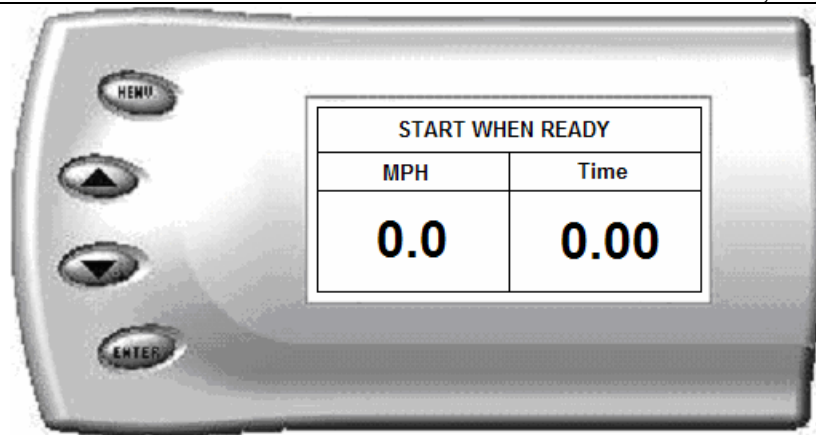 MENU
START WHEN READY
MPH Time
0.0 0.00
ENTER